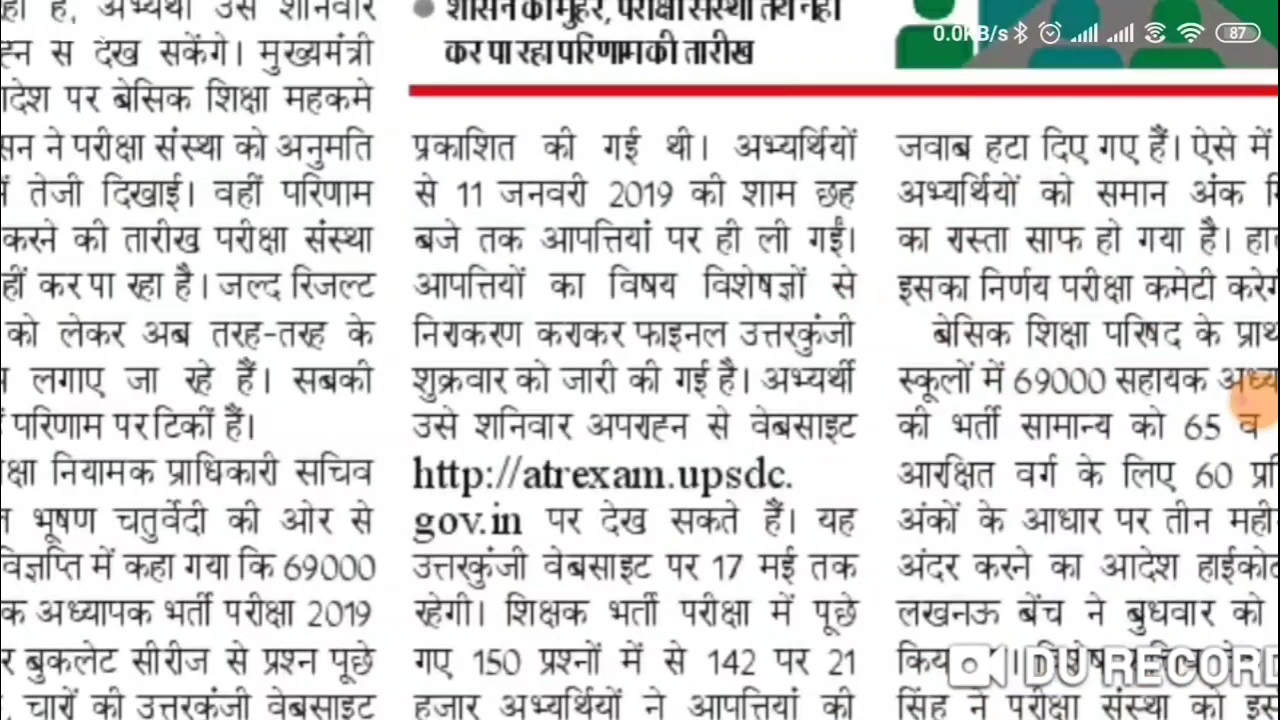 है, अभ्यर्थी उसे शनिवार
से देख सकेंगे। मुख्यमंत्री
पर बेसिक शिक्षा महकमे
ने परीक्षा संस्था को अनुमति
तेजी दिखाई। वहीं परिणाम
करने की तारीख परीक्षा संस्था
कर पा रहा है। जल्द रिजल्ट
को लेकर अब तरह-तरह के
लगाए जा रहे हैं। सबकी
परिणाम पर टिकीं हैं।
नियामक प्राधिकारी सचिव
भूषण चतुर्वेदी की ओर से
में कहा गया कि 69000
अध्यापक भर्ती परीक्षा 2019
बुकलेट सीरीज से प्रश्न पूछे
चारों की उत्तरकुंजी वेबसाइट
शासन की मुहर, परीक्षा संस्था तय नहीं
कर पा रहा परिणाम की तारीख
प्रकाशित की गई थी। अभ्यर्थियों
से 11 जनवरी 2019 की शाम छह
बजे तक आपत्तियां पर ही ली गईं।
आपत्तियों का विषय विशेषज्ञों से
निराकरण कराकर फाइनल उत्तरकुंजी
शुक्रवार को जारी की गई है। अभ्यर्थी
उसे शनिवार अपराह्न से वेबसाइट
http://atrexam.upsdc.
gov.in पर देख सकते हैं। यह
उत्तरकुंजी वेबसाइट पर 17 मई तक
रहेगी। शिक्षक भर्ती परीक्षा में पूछे
गए 150 प्रश्नों में से 142 पर 21
हजार अभ्यर्थियों ने आपत्तियां की
0.0KB/s 87
जवाब हटा दिए गए हैं। ऐसे में
अभ्यर्थियों को समान अंक
का रास्ता साफ हो गया है।
इसका निर्णय परीक्षा कमेटी
बेसिक शिक्षा परिषद के
स्कूलों में 69000 सहायक
की भर्ती सामान्य को 65 व
आरक्षित वर्ग के लिए 60
अंकों के आधार पर तीन
अंदर करने का आदेश
लखनऊ बेंच ने बुधवार को
सिंह ने परीक्षा संस्था को
DU RECORD